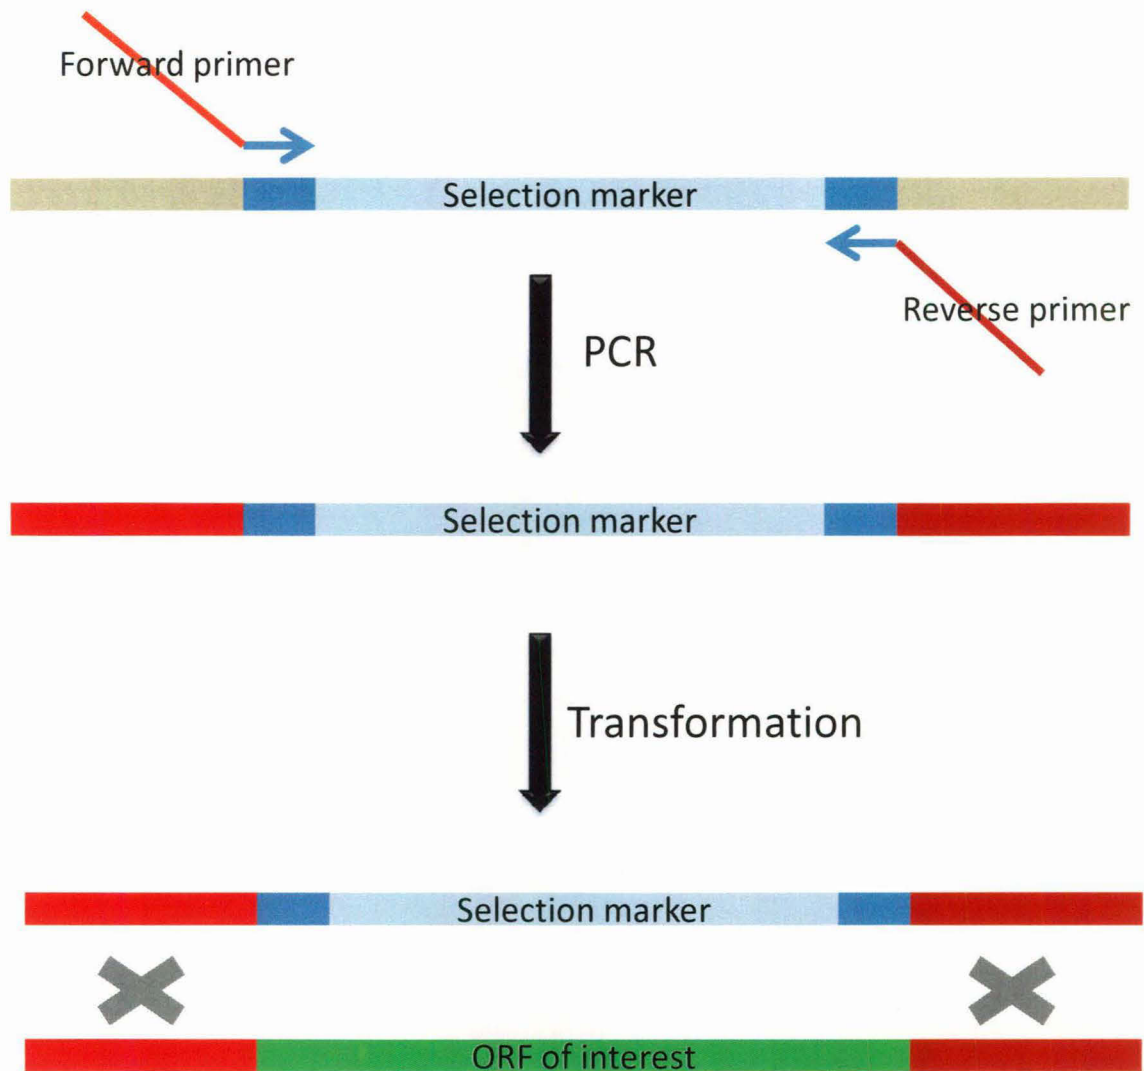 Forward primer
Selection marker
Reverse primer
PCR
Selection marker
Transformation
Selection marker
ORF of interest